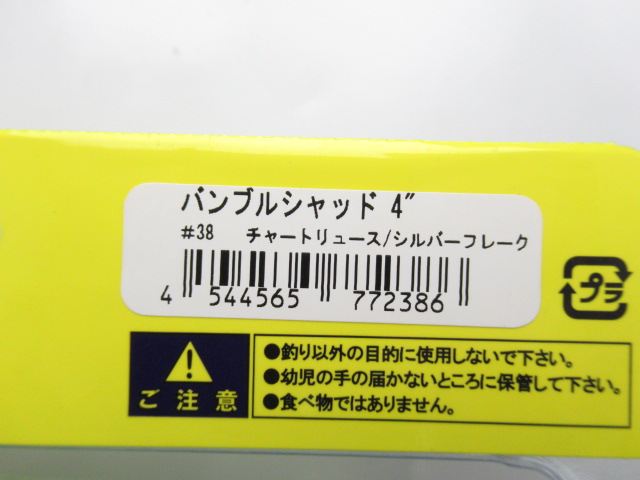 バンブルシャッド 4"
#38 チャートリュース/シルバーフレーク
4 544565 772386
プラ
ご注意
●釣り以外の目的に使用しないで下さい。
●幼児の手の届かないところに保管して下さい。
●食べ物ではありません。